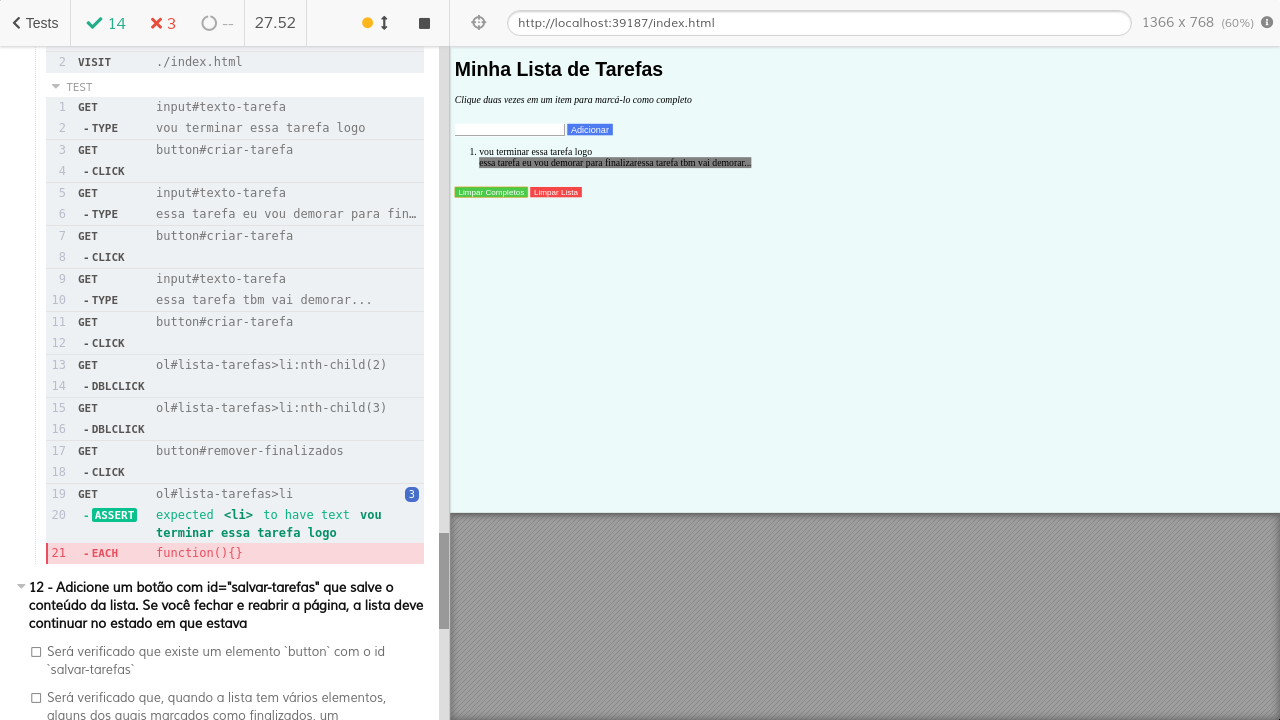 Tests 14 3 -- 27.52 http://localhost:39187/index.html 1366 x 768 (60%)
2 VISIT ./index.html
TEST
1 GET input#texto-tarefa
2 - TYPE vou terminar essa tarefa logo
3 GET button#criar-tarefa
4 - CLICK
5 GET input#texto-tarefa
6 - TYPE essa tarefa eu vou demorar para fin…
7 GET button#criar-tarefa
8 - CLICK
9 GET input#texto-tarefa
10 - TYPE essa tarefa tbm vai demorar...
11 GET button#criar-tarefa
12 - CLICK
13 GET ol#lista-tarefas>li:nth-child(2)
14 - DBLCLICK
15 GET ol#lista-tarefas>li:nth-child(3)
16 - DBLCLICK
17 GET button#remover-finalizados
18 - CLICK
19 GET ol#lista-tarefas>li 3
20 - ASSERT expected <li> to have text vou
terminar essa tarefa logo
21 - EACH function(){}
12 - Adicione um botão com id="salvar-tarefas" que salve o
conteúdo da lista. Se você fechar e reabrir a página, a lista deve
continuar no estado em que estava
Será verificado que existe um elemento `button` com o id
`salvar-tarefas`
Será verificado que, quando a lista tem vários elementos,
alguns dos quais marcados como finalizados, um
Minha Lista de Tarefas
Clique duas vezes em um item para marcá-lo como completo
Adicionar
1. vou terminar essa tarefa logo
essa tarefa eu vou demorar para finalizaressa tarefa tbm vai demorar...
Limpar Completos Limpar Lista